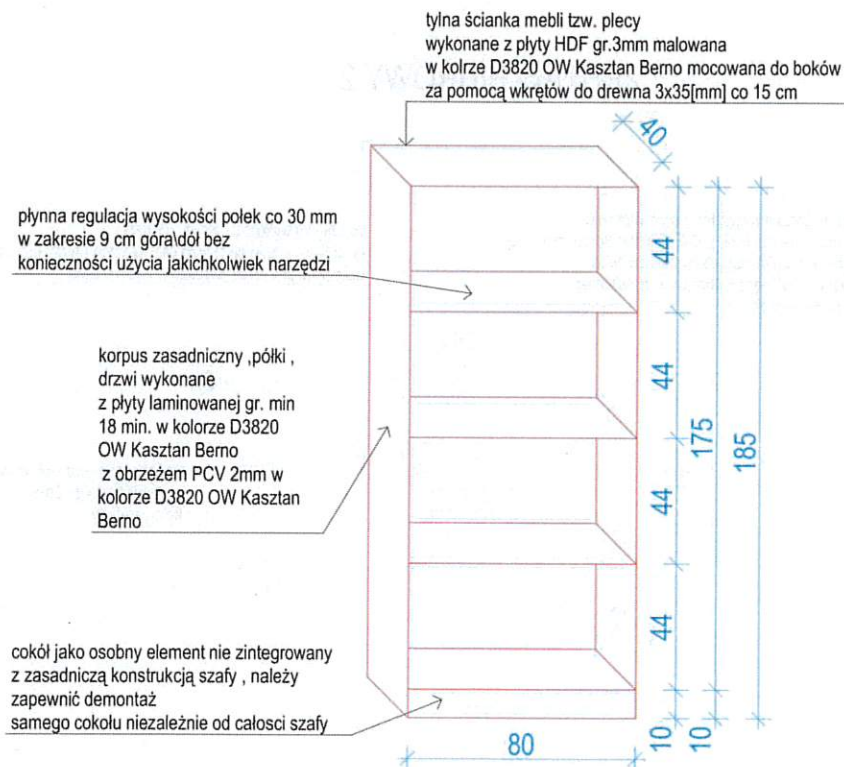 tylna ścianka mebli tzw. plecy
wykonane z płyty HDF gr.3mm malowana
w kolrze D3820 OW Kasztan Berno mocowana do boków
za pomocą wkrętów do drewna 3x35[mm] co 15 cm
40
płynna regulacja wysokości połek co 30 mm
w zakresie 9 cm góra\dół bez
konieczności użycia jakichkolwiek narzędzi
44
korpus zasadniczy ,półki ,
drzwi wykonane
z płyty laminowanej gr. min
18 min. w kolorze D3820
OW Kasztan Berno
z obrzeżem PCV 2mm w
kolorze D3820 OW Kasztan
Berno
44
175
185
44
44
cokół jako osobny element nie zintegrowany
z zasadniczą konstrukcją szafy , należy
zapewnić demontaż
samego cokołu niezależnie od całosci szafy
80
10
10